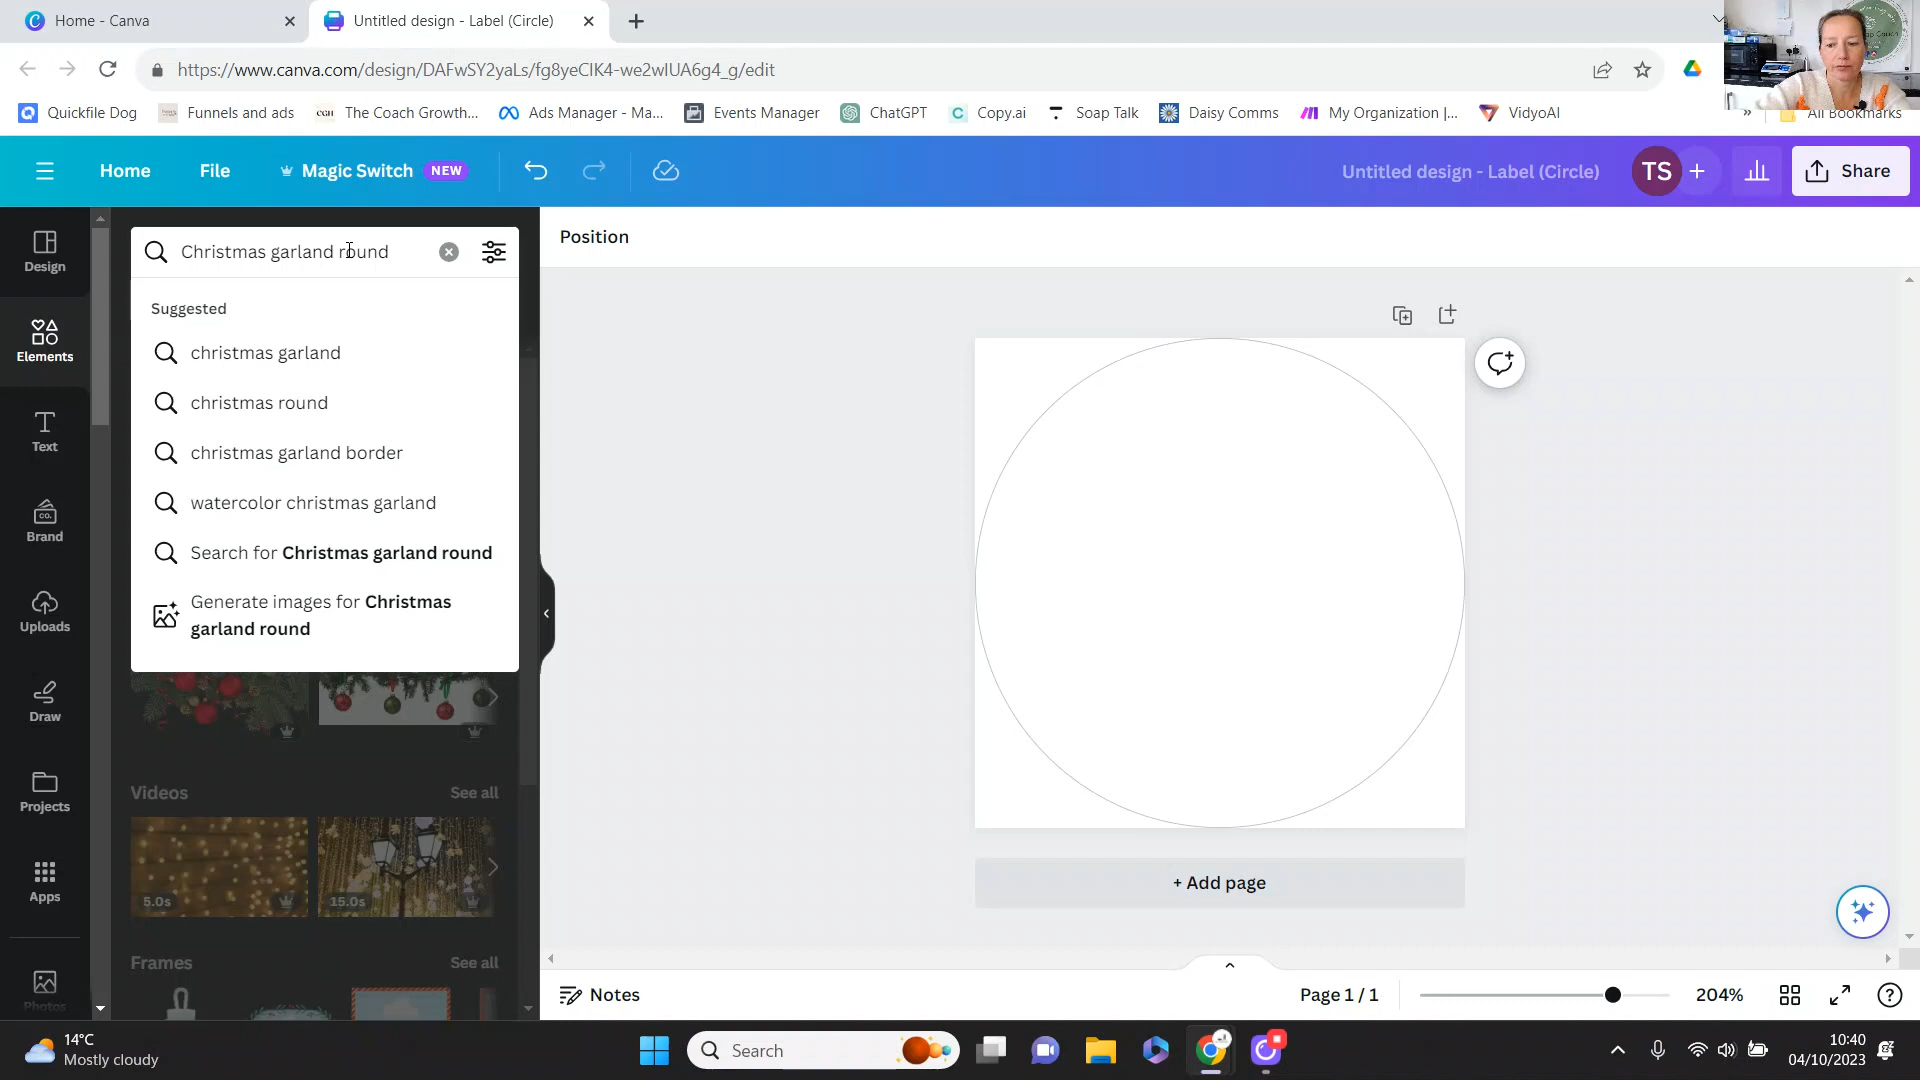 Home - Canva
Untitled design - Label (Circle)
https://www.canva.com/design/DAFwSY2yaLs/fg8yeCIK4-we2wIUA6g4_g/edit
Quickfile Dog
Funnels and ads
CGH
The Coach Growth...
Ads Manager - Ma...
Events Manager
ChatGPT
C
Copy.ai
Soap Talk
Daisy Comms
My Organization |...
VidyoAI
»
All Bookmarks
Home
File
Magic Switch
NEW
Untitled design - Label (Circle)
TS
+
Share
Design
Elements
Text
CO.
Brand
Uploads
Draw
Projects
Apps
Photos
Christmas garland round
Suggested
christmas garland
christmas round
christmas garland border
watercolor christmas garland
Search for Christmas garland round
Generate images for Christmas
garland round
Videos
See all
5.0s
15.0s
Frames
See all
Position
+ Add page
Notes
Page 1 / 1
204%
14°C
Mostly cloudy
Search
10:40
04/10/2023